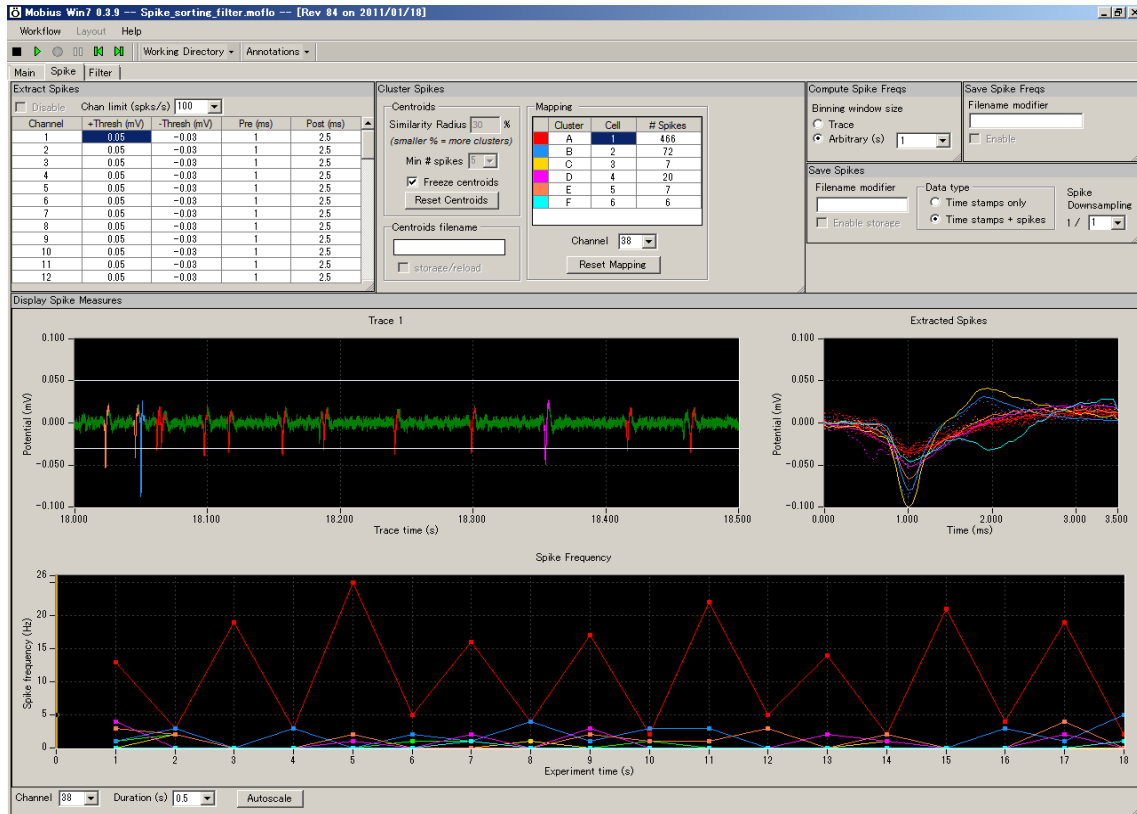 Mobius Win7 0.3.9 -- Spike_sorting_filter.moflo -- [Rev 84 on 2011/01/18]
Workflow Layout Help
Working Directory Annotations
Main Spike Filter
Extract Spikes
Disable Chan limit (spks/s) 100
Channel +Thresh (mV) -Thresh (mV) Pre (ms) Post (ms)
1 0.05 -0.03 1 2.5
2 0.05 -0.03 1 2.5
3 0.05 -0.03 1 2.5
4 0.05 -0.03 1 2.5
5 0.05 -0.03 1 2.5
6 0.05 -0.03 1 2.5
7 0.05 -0.03 1 2.5
8 0.05 -0.03 1 2.5
9 0.05 -0.03 1 2.5
10 0.05 -0.03 1 2.5
11 0.05 -0.03 1 2.5
12 0.05 -0.03 1 2.5
Cluster Spikes
Centroids
Similarity Radius 30 %
(smaller % = more clusters)
Min # spikes 5
Freeze centroids
Reset Centroids
Centroids filename
storage/reload
Mapping
Cluster Cell # Spikes
A 1 466
B 2 72
C 3 7
D 4 20
E 5 7
F 6 6
Channel 38
Reset Mapping
Compute Spike Freqs
Binning window size
Trace
Arbitrary (s) 1
Save Spike Freqs
Filename modifier
Enable
Save Spikes
Filename modifier
Enable storage
Data type
Time stamps only
Time stamps + spikes
Spike
Downsampling
1 / 1
Display Spike Measures
Trace 1
Potential (mV)
0.100
0.050
0.000
-0.050
-0.100
18.000 18.100 18.200 18.300 18.400 18.500
Trace time (s)
Extracted Spikes
Potential (mV)
0.100
0.050
0.000
-0.050
-0.100
0.000 1.000 2.000 3.000 3.500
Time (ms)
Spike Frequency
Spike frequency (Hz)
26
20
15
10
5
0
0 1 2 3 4 5 6 7 8 9 10 11 12 13 14 15 16 17 18
Experiment time (s)
Channel 38 Duration (s) 0.5 Autoscale